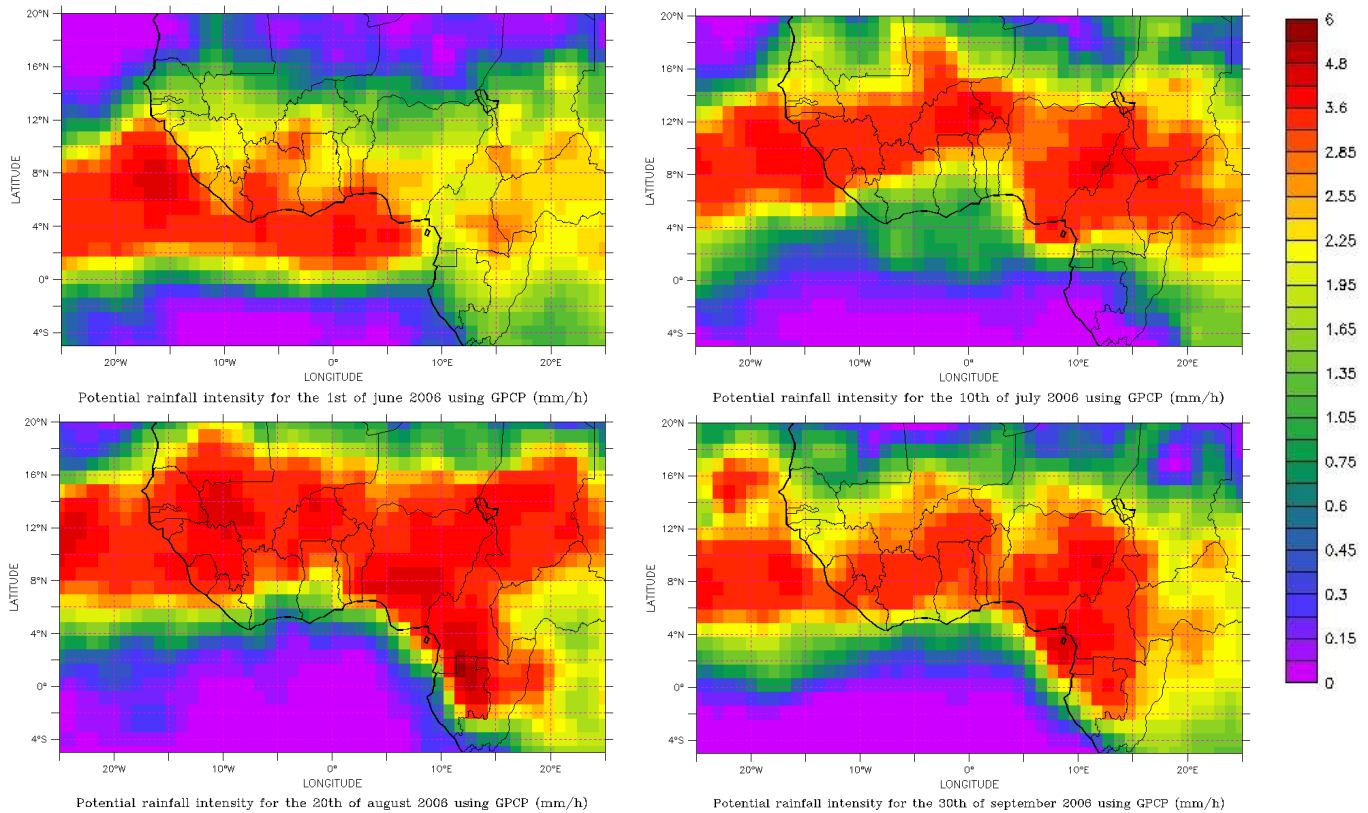 20°N
16°N
12°N
8°N
4°N
0°
4°S
LATITUDE
20°W 10°W 0° 10°E 20°E
LONGITUDE
Potential rainfall intensity for the 1st of june 2006 using GPCP (mm/h)
20°N
16°N
12°N
8°N
4°N
0°
4°S
LATITUDE
20°W 10°W 0° 10°E 20°E
LONGITUDE
Potential rainfall intensity for the 10th of july 2006 using GPCP (mm/h)
6
4.8
3.6
2.85
2.55
2.25
1.95
1.65
1.35
1.05
0.75
0.6
0.45
0.3
0.15
0
20°N
16°N
12°N
8°N
4°N
0°
4°S
LATITUDE
20°W 10°W 0° 10°E 20°E
LONGITUDE
Potential rainfall intensity for the 20th of august 2006 using GPCP (mm/h)
20°N
16°N
12°N
8°N
4°N
0°
4°S
LATITUDE
20°W 10°W 0° 10°E 20°E
LONGITUDE
Potential rainfall intensity for the 30th of september 2006 using GPCP (mm/h)